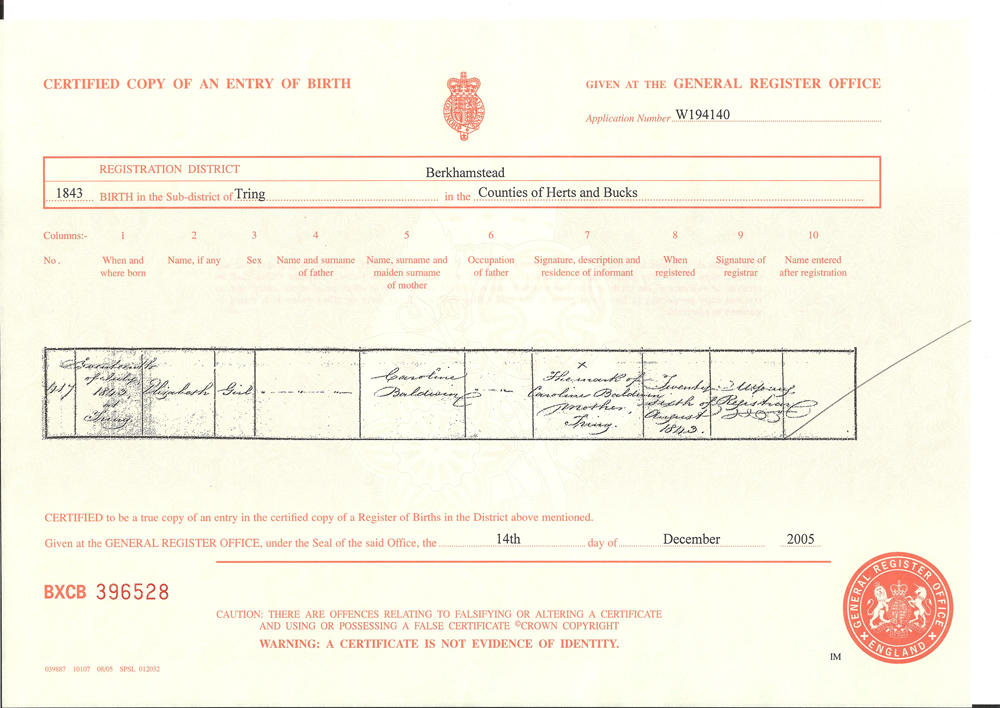 CERTIFIED COPY OF AN ENTRY OF BIRTH
GIVEN AT THE GENERAL REGISTER OFFICE
Application Number W194140
REGISTRATION DISTRICT Berkhamstead
1843 BIRTH in the Sub-district of Tring in the Counties of Herts and Bucks
Columns:- 1 2 3 4 5 6 7 8 9 10
No. When and where born Name, if any Sex Name and surname of father Name, surname and maiden surname of mother Occupation of father Signature, description and residence of informant When registered Signature of registrar Name entered after registration
417
of July
1843
at
Tring
Elizabeth
Girl
Caroline
Baldwin
X
The mark of
Caroline Baldwin
Mother.
Tring.
Twenty
sixth of
August
1843.
Registrar
CERTIFIED to be a true copy of an entry in the certified copy of a Register of Births in the District above mentioned.
Given at the GENERAL REGISTER OFFICE, under the Seal of the said Office, the 14th day of December 2005
BXCB 396528
CAUTION: THERE ARE OFFENCES RELATING TO FALSIFYING OR ALTERING A CERTIFICATE
AND USING OR POSSESSING A FALSE CERTIFICATE ©CROWN COPYRIGHT
WARNING: A CERTIFICATE IS NOT EVIDENCE OF IDENTITY.
GENERAL REGISTER OFFICE
ENGLAND
IM
039887 10107 08/05 SPSL 012032